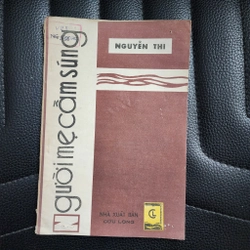 NGUYỄN THI
Người mẹ cầm súng
NHÀ XUẤT BẢN
CỬU LONG